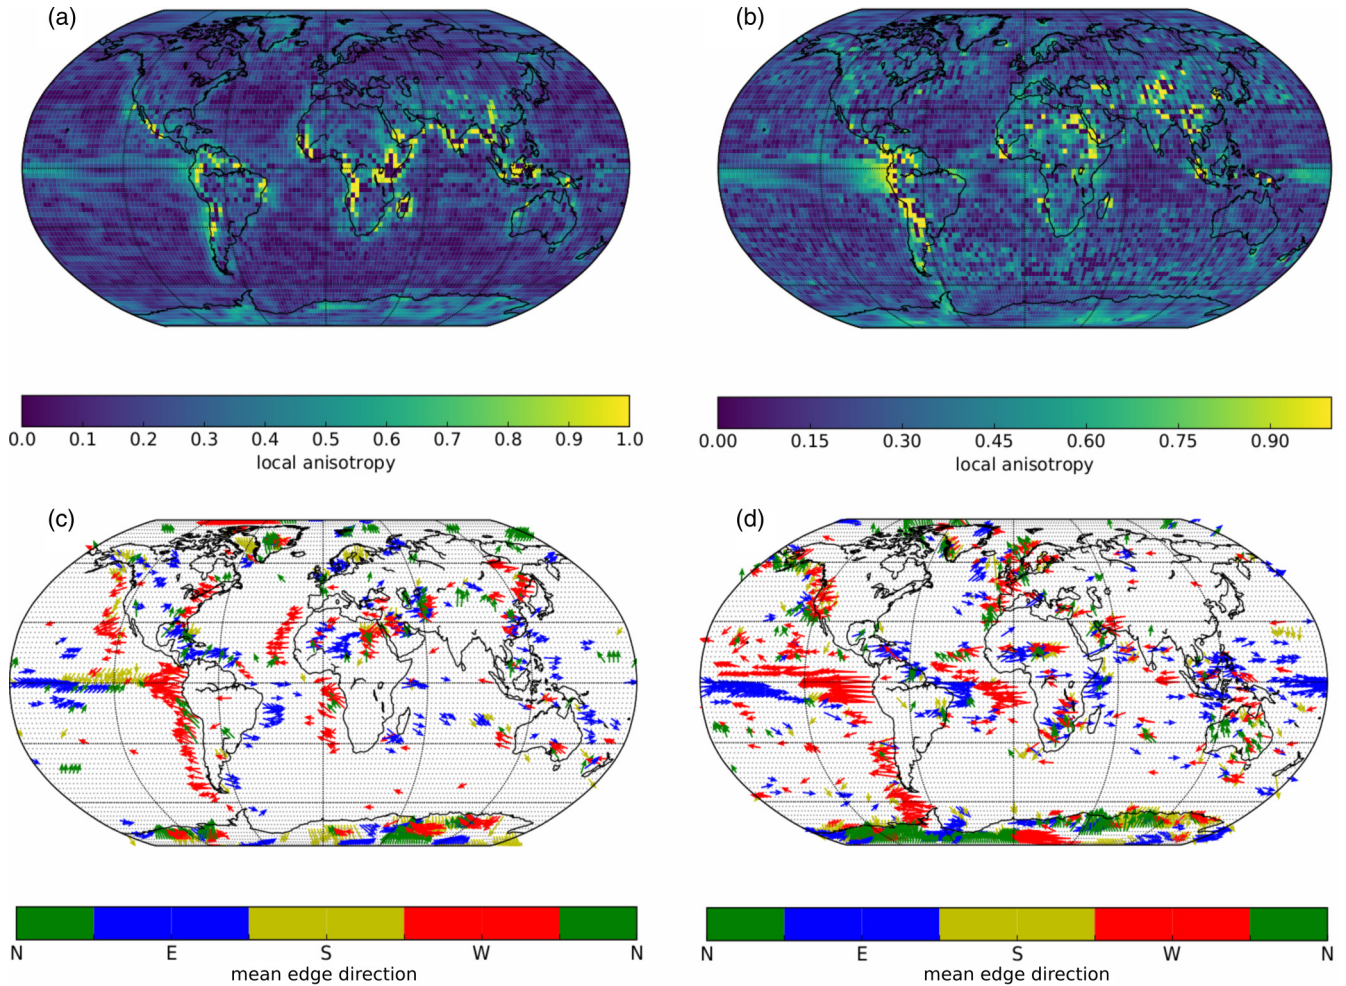 (a) (b)
0.0 0.1 0.2 0.3 0.4 0.5 0.6 0.7 0.8 0.9 1.0
local anisotropy
0.00 0.15 0.30 0.45 0.60 0.75 0.90
local anisotropy
(c) (d)
N E S W N
mean edge direction
N E S W N
mean edge direction